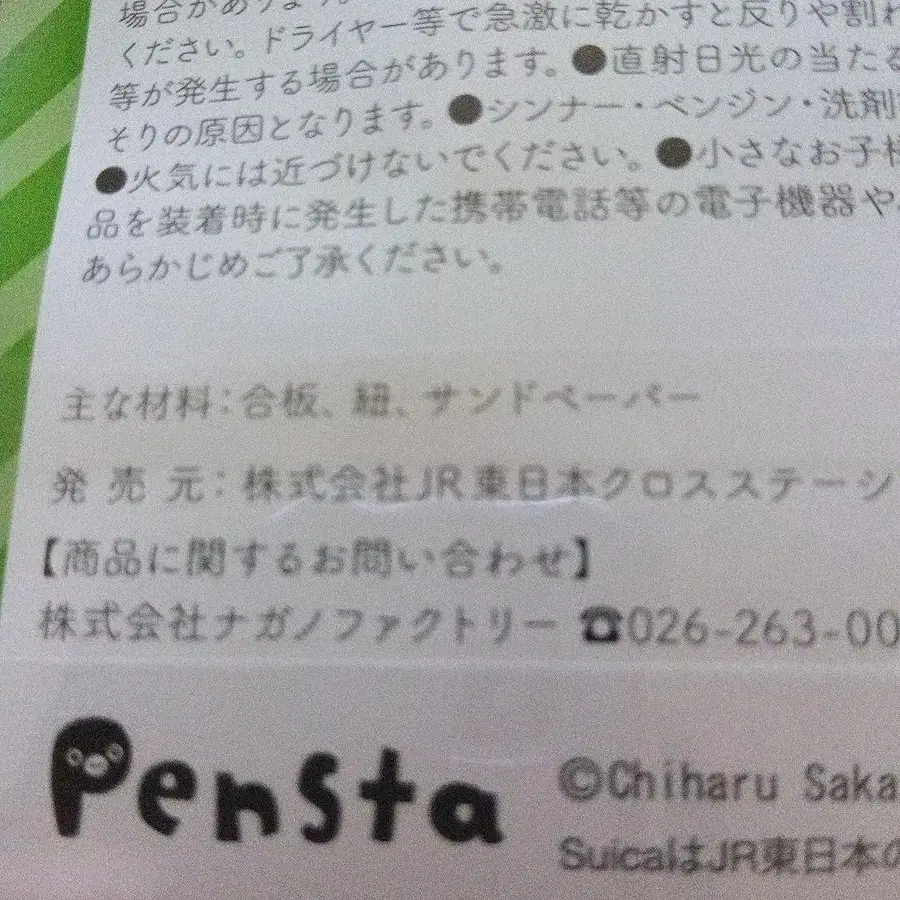 場合があります。
ください。ドライヤー等で急激に乾かすと反りや割れ
等が発生する場合があります。●直射日光の当たる
そりの原因となります。●シンナー・ベンジン・洗剤
●火気には近づけないでください。●小さなお子様
品を装着時に発生した携帯電話等の電子機器や
あらかじめご了承ください。
主な材料：合板、紐、サンドペーパー
発売元：株式会社JR東日本クロスステーシ
【商品に関するお問い合わせ】
株式会社ナガノファクトリー ☎026-263-00
Pensta
©Chiharu Saka
SuicaはJR東日本の